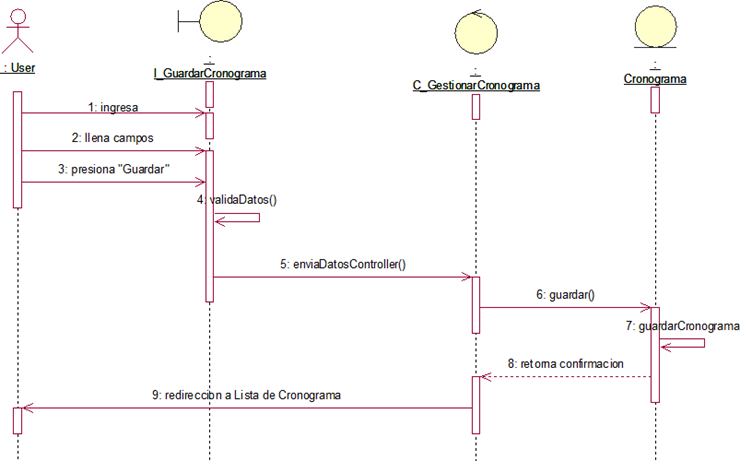 : User
:
I_GuardarCronograma
:
C_GestionarCronograma
:
Cronograma
1: ingresa
2: llena campos
3: presiona "Guardar"
4: validaDatos()
5: enviaDatosController()
6: guardar()
7: guardarCronograma
8: retorna confirmacion
9: redireccion a Lista de Cronograma